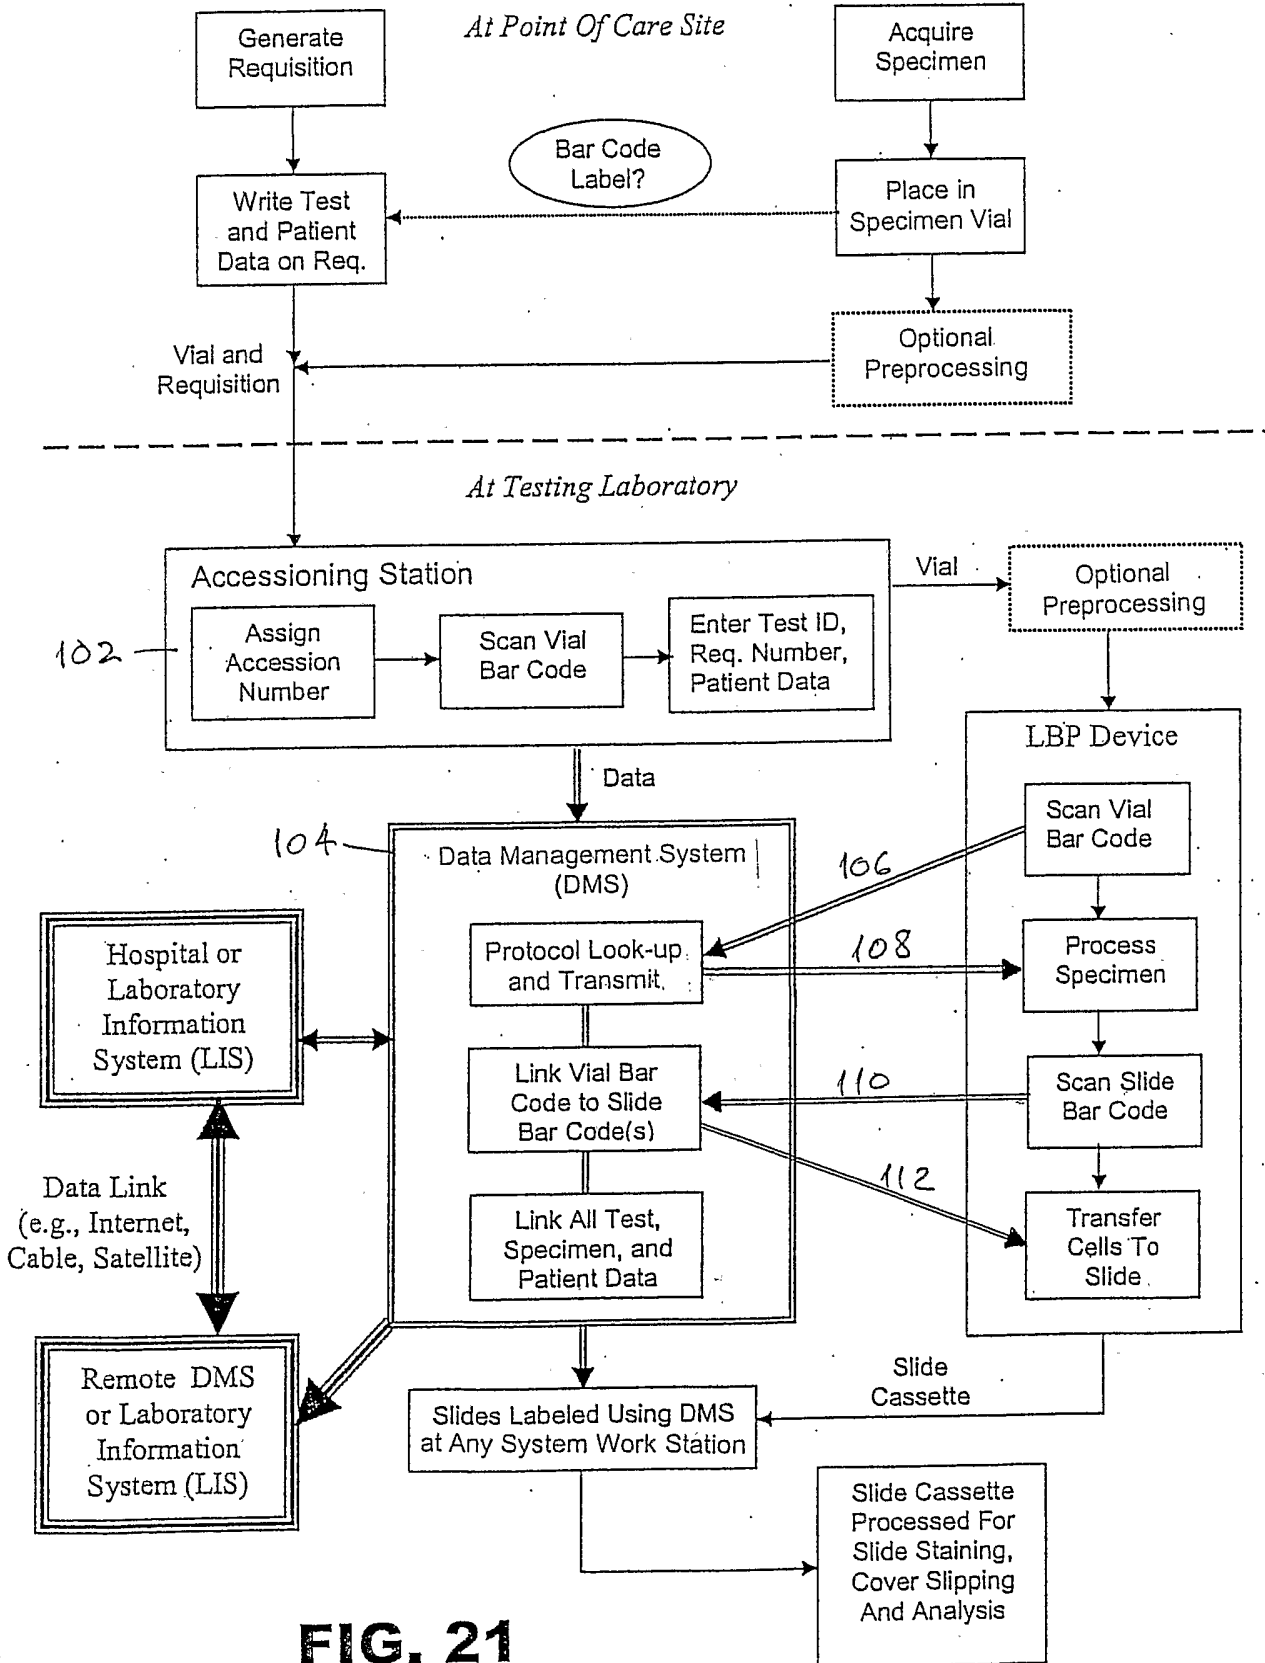 At Point Of Care Site
Generate
Requisition
Acquire
Specimen
Bar Code
Label?
Write Test
and Patient
Data on Req.
Place in
Specimen Vial
Vial and
Requisition
Optional
Preprocessing
At Testing Laboratory
Accessioning Station
102
Assign
Accession
Number
Scan Vial
Bar Code
Enter Test ID,
Req. Number,
Patient Data
Vial
Optional
Preprocessing
Data
LBP Device
Scan Vial
Bar Code
104
Data Management System
(DMS)
106
Protocol Look-up
and Transmit
108
Process
Specimen
Hospital or
Laboratory
Information
System (LIS)
Link Vial Bar
Code to Slide
Bar Code(s)
110
Scan Slide
Bar Code
112
Data Link
(e.g., Internet,
Cable, Satellite)
Link All Test,
Specimen, and
Patient Data
Transfer
Cells To
Slide
Remote DMS
or Laboratory
Information
System (LIS)
Slide
Cassette
Slides Labeled Using DMS
at Any System Work Station
Slide Cassette
Processed For
Slide Staining,
Cover Slipping
And Analysis
FIG. 21